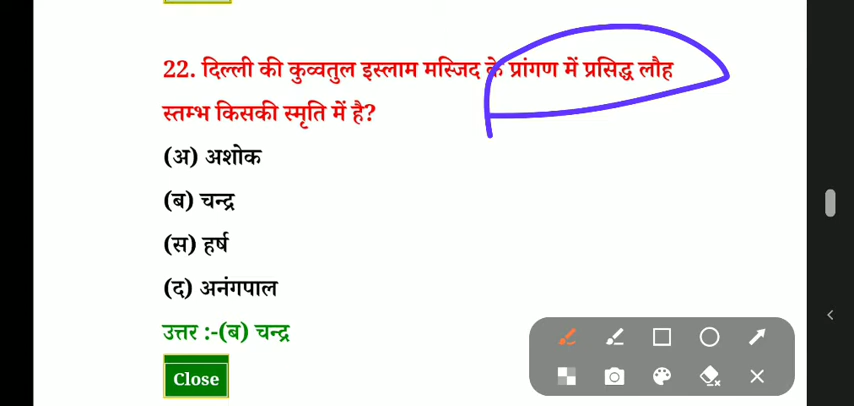 22. दिल्ली की कुव्वतुल इस्लाम मस्जिद के प्रांगण में प्रसिद्ध लौह
स्तम्भ किसकी स्मृति में है?
(अ) अशोक
(ब) चन्द्र
(स) हर्ष
(द) अनंगपाल
उत्तर :-(ब) चन्द्र
Close